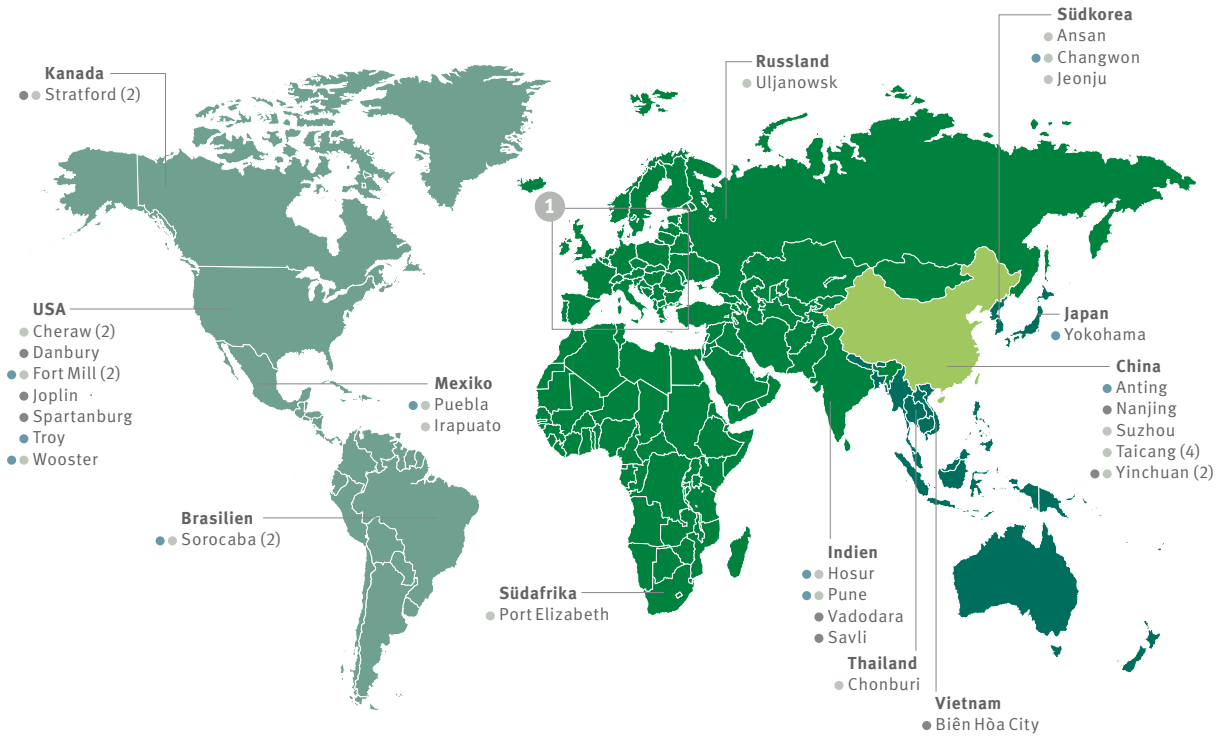 Kanada
Stratford (2)
USA
Cheraw (2)
Danbury
Fort Mill (2)
Joplin
Spartanburg
Troy
Wooster
Mexiko
Puebla
Irapuato
Brasilien
Sorocaba (2)
1
Russland
Uljanowsk
Südafrika
Port Elizabeth
Südkorea
Ansan
Changwon
Jeonju
Japan
Yokohama
China
Anting
Nanjing
Suzhou
Taicang (4)
Yinchuan (2)
Indien
Hosur
Pune
Vadodara
Savli
Thailand
Chonburi
Vietnam
Biên Hòa City